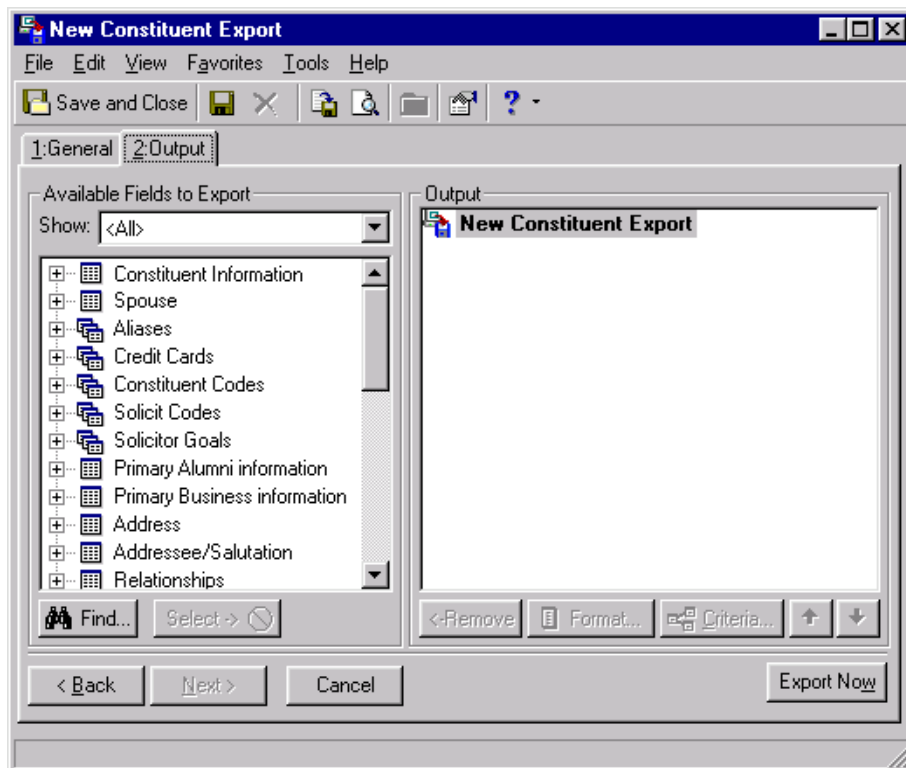 New Constituent Export
File Edit View Favorites Tools Help
Save and Close ?
1:General 2:Output
Available Fields to Export
Show: <All>
Constituent Information
Spouse
Aliases
Credit Cards
Constituent Codes
Solicit Codes
Solicitor Goals
Primary Alumni information
Primary Business information
Address
Addressee/Salutation
Relationships
Find... Select ->
Output
New Constituent Export
<-Remove Format... Criteria...
< Back Next > Cancel Export Now